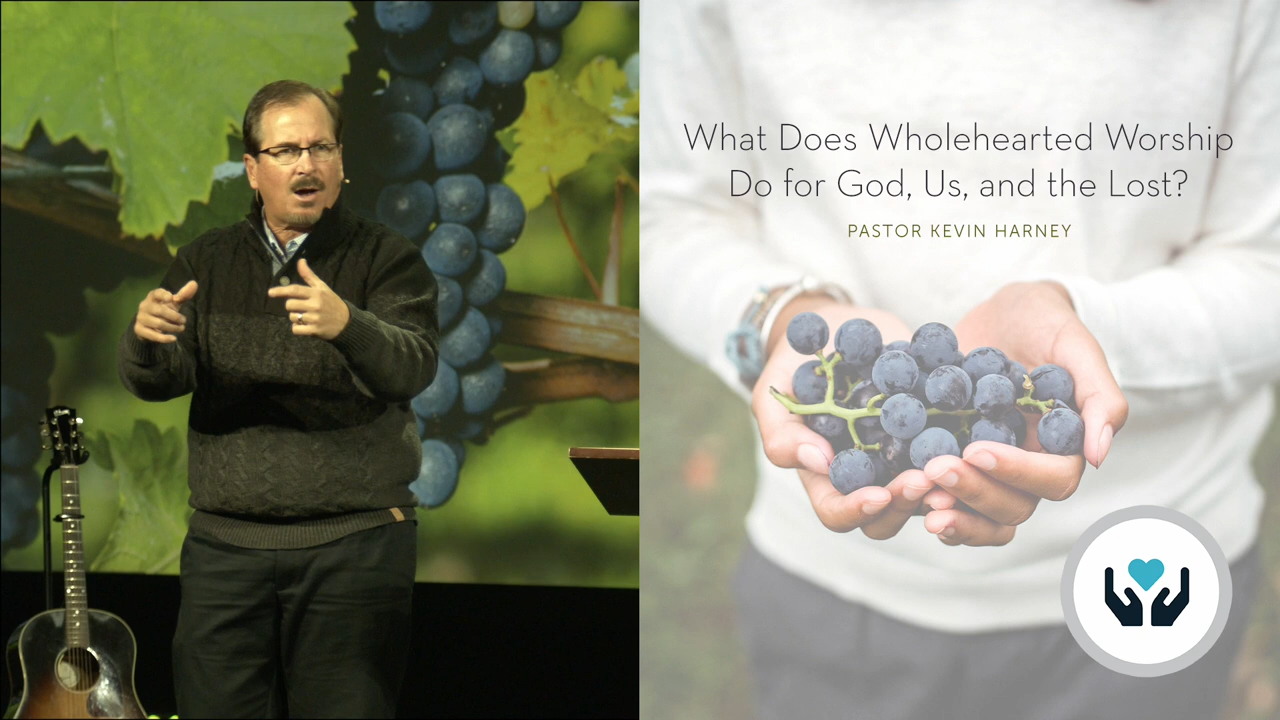 What Does Wholehearted Worship
Do for God, Us, and the Lost?
PASTOR KEVIN HARNEY